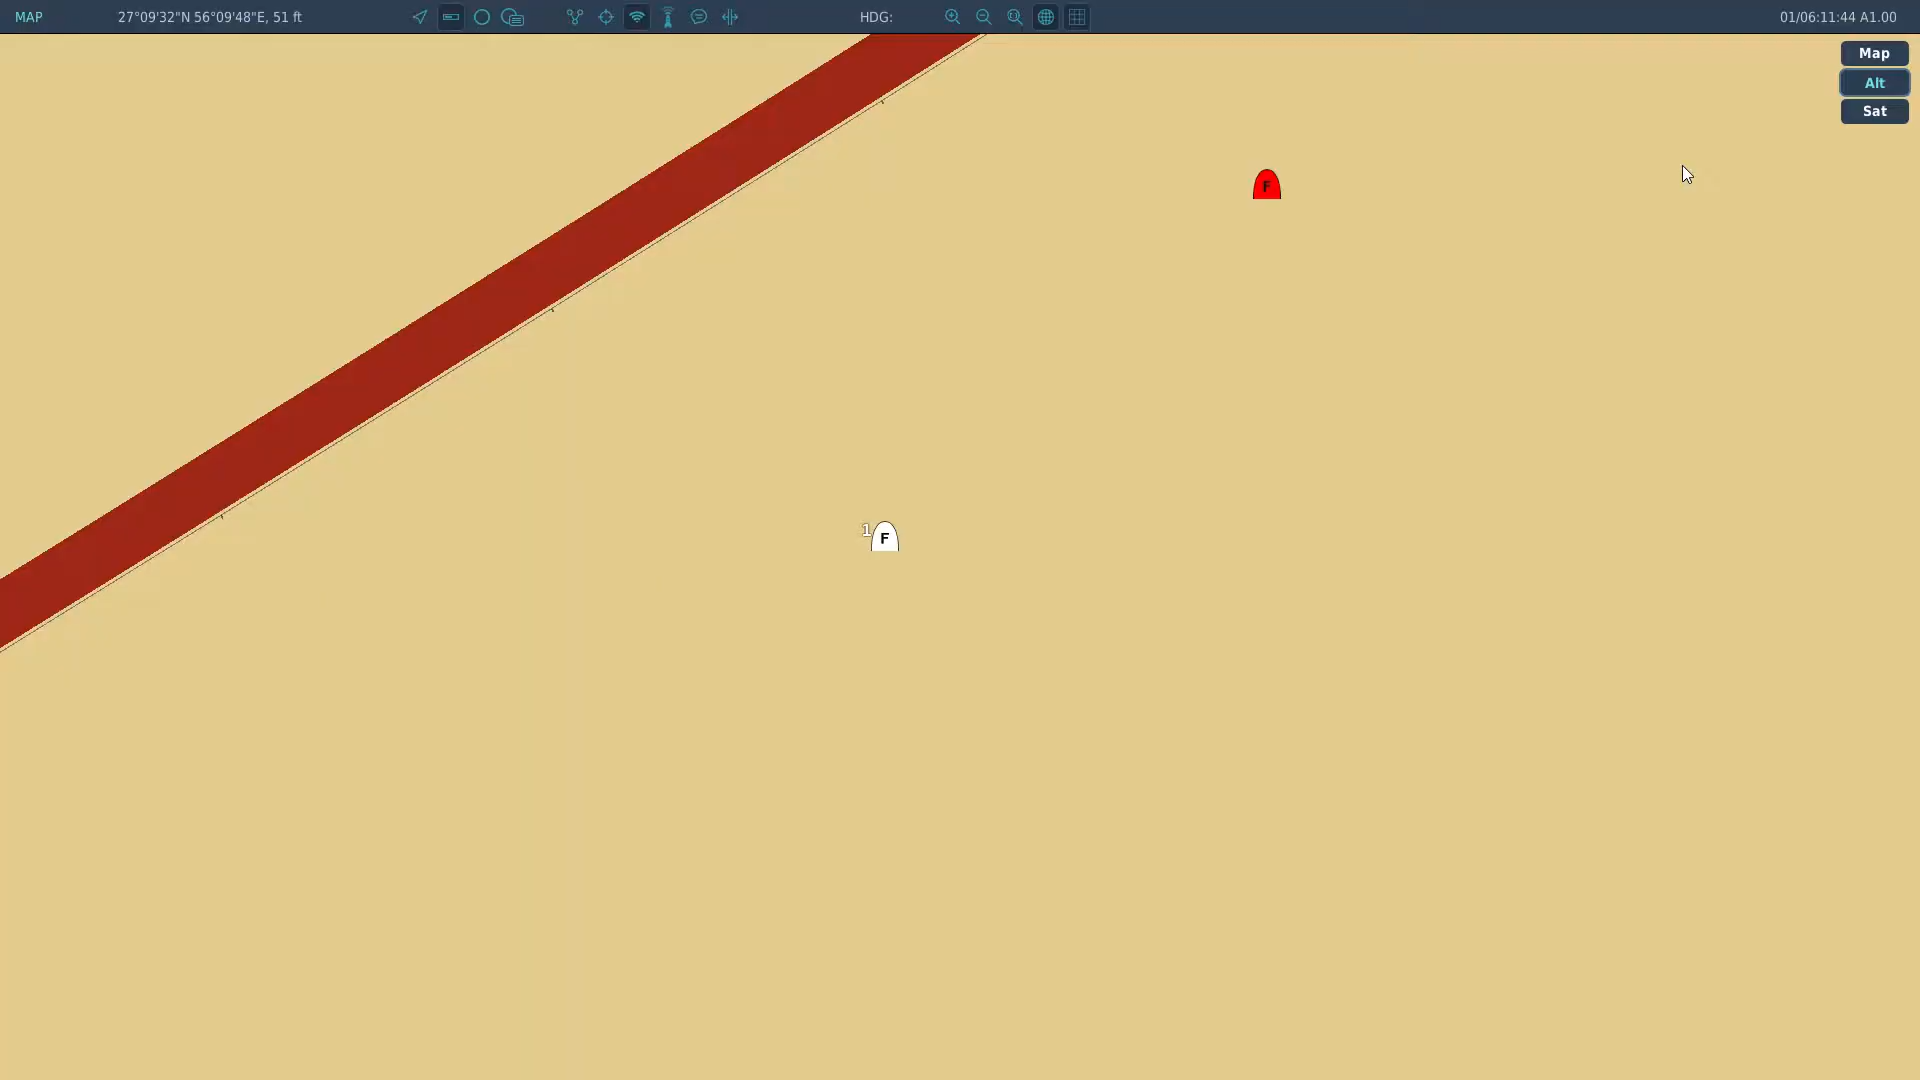 MAP 27°09'32"N 56°09'48"E, 51 ft HDG: 01/06:11:44 A1.00
Map
Alt
Sat
F
1 F